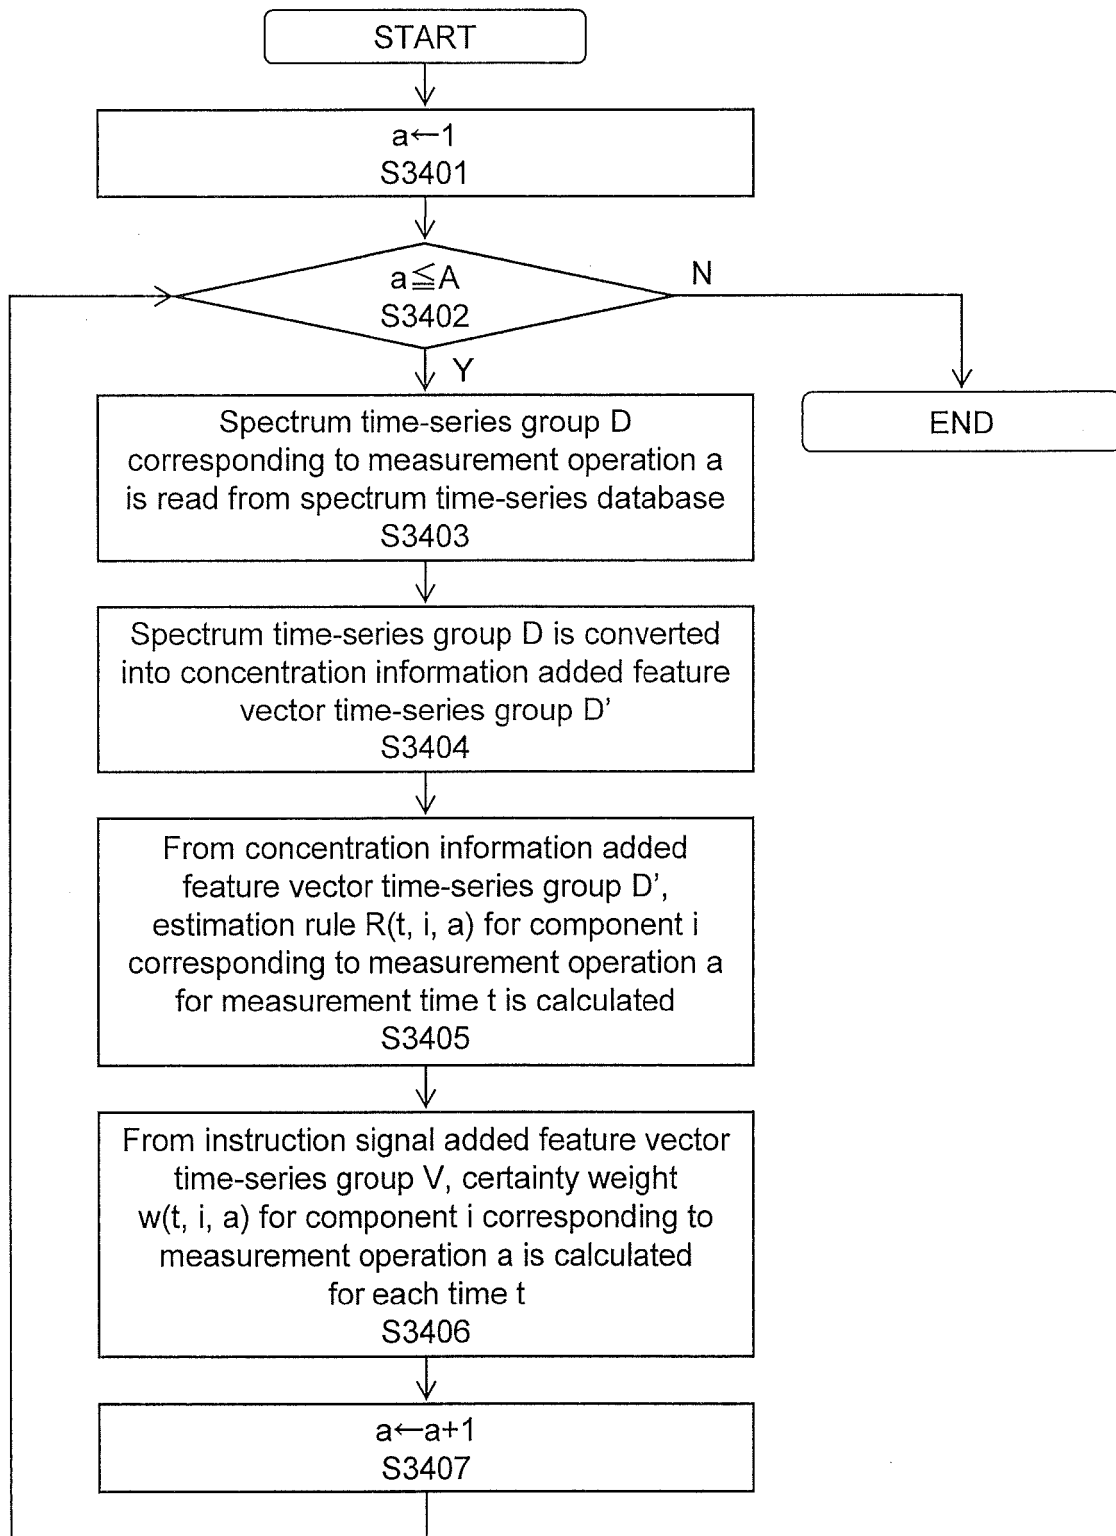 START
a←1
S3401
a≦A
S3402
N
Y
END
Spectrum time-series group D
corresponding to measurement operation a
is read from spectrum time-series database
S3403
Spectrum time-series group D is converted
into concentration information added feature
vector time-series group D’
S3404
From concentration information added
feature vector time-series group D’,
estimation rule R(t, i, a) for component i
corresponding to measurement operation a
for measurement time t is calculated
S3405
From instruction signal added feature vector
time-series group V, certainty weight
w(t, i, a) for component i corresponding to
measurement operation a is calculated
for each time t
S3406
a←a+1
S3407